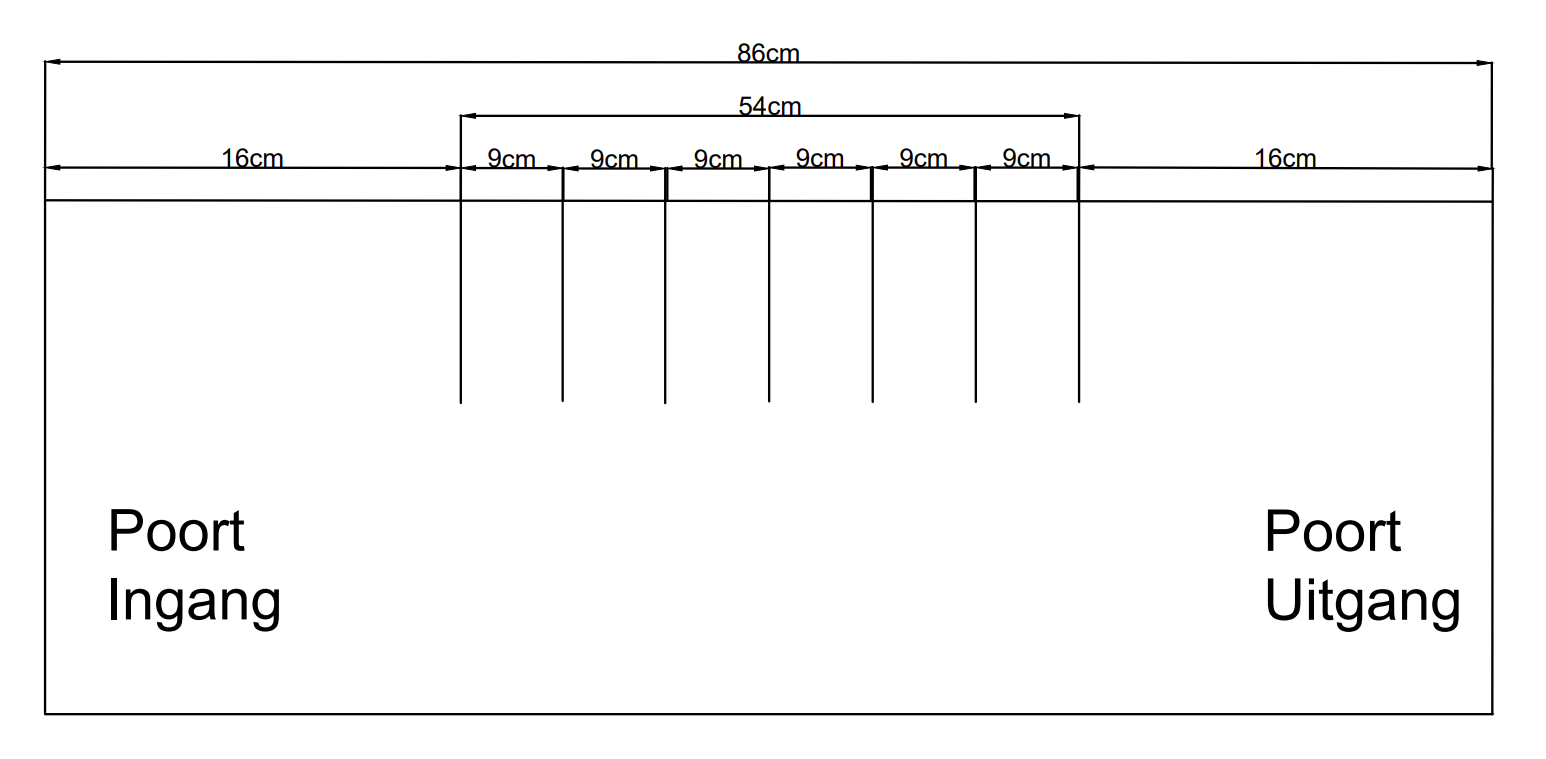 86cm
54cm
16cm 9cm 9cm 9cm 9cm 9cm 9cm 16cm
Poort
Ingang
Poort
Uitgang